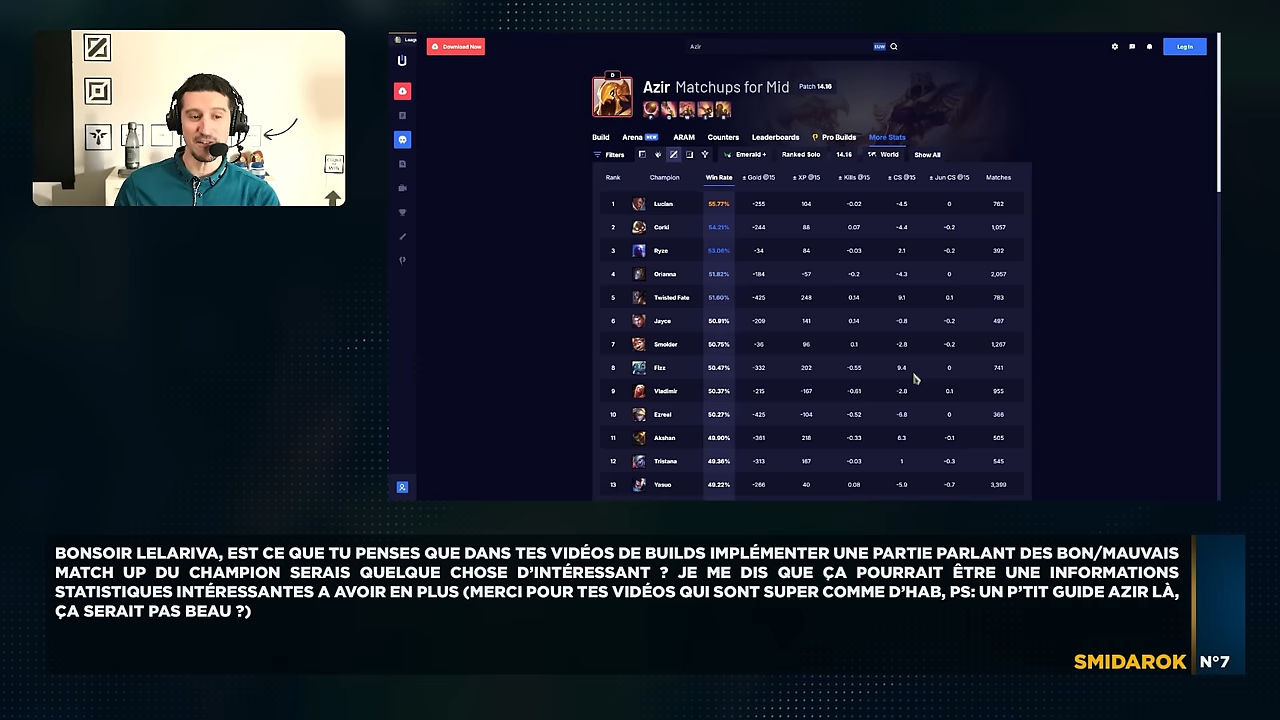 Download Now
Azir
EUW
Log In
Azir Matchups for Mid Patch 14.16
Build Arena NEW ARAM Counters Leaderboards Pro Builds More Stats
Filters Emerald + Ranked Solo 14.16 World Show All
Rank Champion Win Rate ± Gold @15 ± XP @15 ± Kills @15 ± CS @15 ± Jun CS @15 Matches
1 Lucian 55.77% -255 104 -0.02 -4.5 0 762
2 Corki 54.21% -244 88 0.07 -4.4 -0.2 1,057
3 Ryze 53.06% -34 84 -0.03 2.1 -0.2 392
4 Orianna 51.82% -184 -57 -0.2 -4.3 0 2,057
5 Twisted Fate 51.60% -425 248 0.14 9.1 0.1 783
6 Jayce 50.91% -209 141 0.14 -0.8 -0.2 497
7 Smolder 50.75% -36 96 0.1 -2.8 -0.2 1,267
8 Fizz 50.47% -332 202 -0.55 9.4 0 741
9 Vladimir 50.37% -215 -167 -0.61 -2.8 0.1 955
10 Ezreal 50.27% -425 -104 -0.52 -6.8 0 366
11 Akshan 49.90% -361 218 -0.33 6.3 -0.1 505
12 Tristana 49.36% -313 167 -0.03 1 -0.3 545
13 Yasuo 49.22% -266 40 0.08 -5.9 -0.7 3,399
BONSOIR LELARIVA, EST CE QUE TU PENSES QUE DANS TES VIDÉOS DE BUILDS IMPLÉMENTER UNE PARTIE PARLANT DES BON/MAUVAIS
MATCH UP DU CHAMPION SERAIS QUELQUE CHOSE D'INTÉRESSANT ? JE ME DIS QUE ÇA POURRAIT ÊTRE UNE INFORMATIONS
STATISTIQUES INTÉRESSANTES A AVOIR EN PLUS (MERCI POUR TES VIDÉOS QUI SONT SUPER COMME D'HAB, PS: UN P'TIT GUIDE AZIR LÀ,
ÇA SERAIT PAS BEAU ?)
SMIDAROK N°7